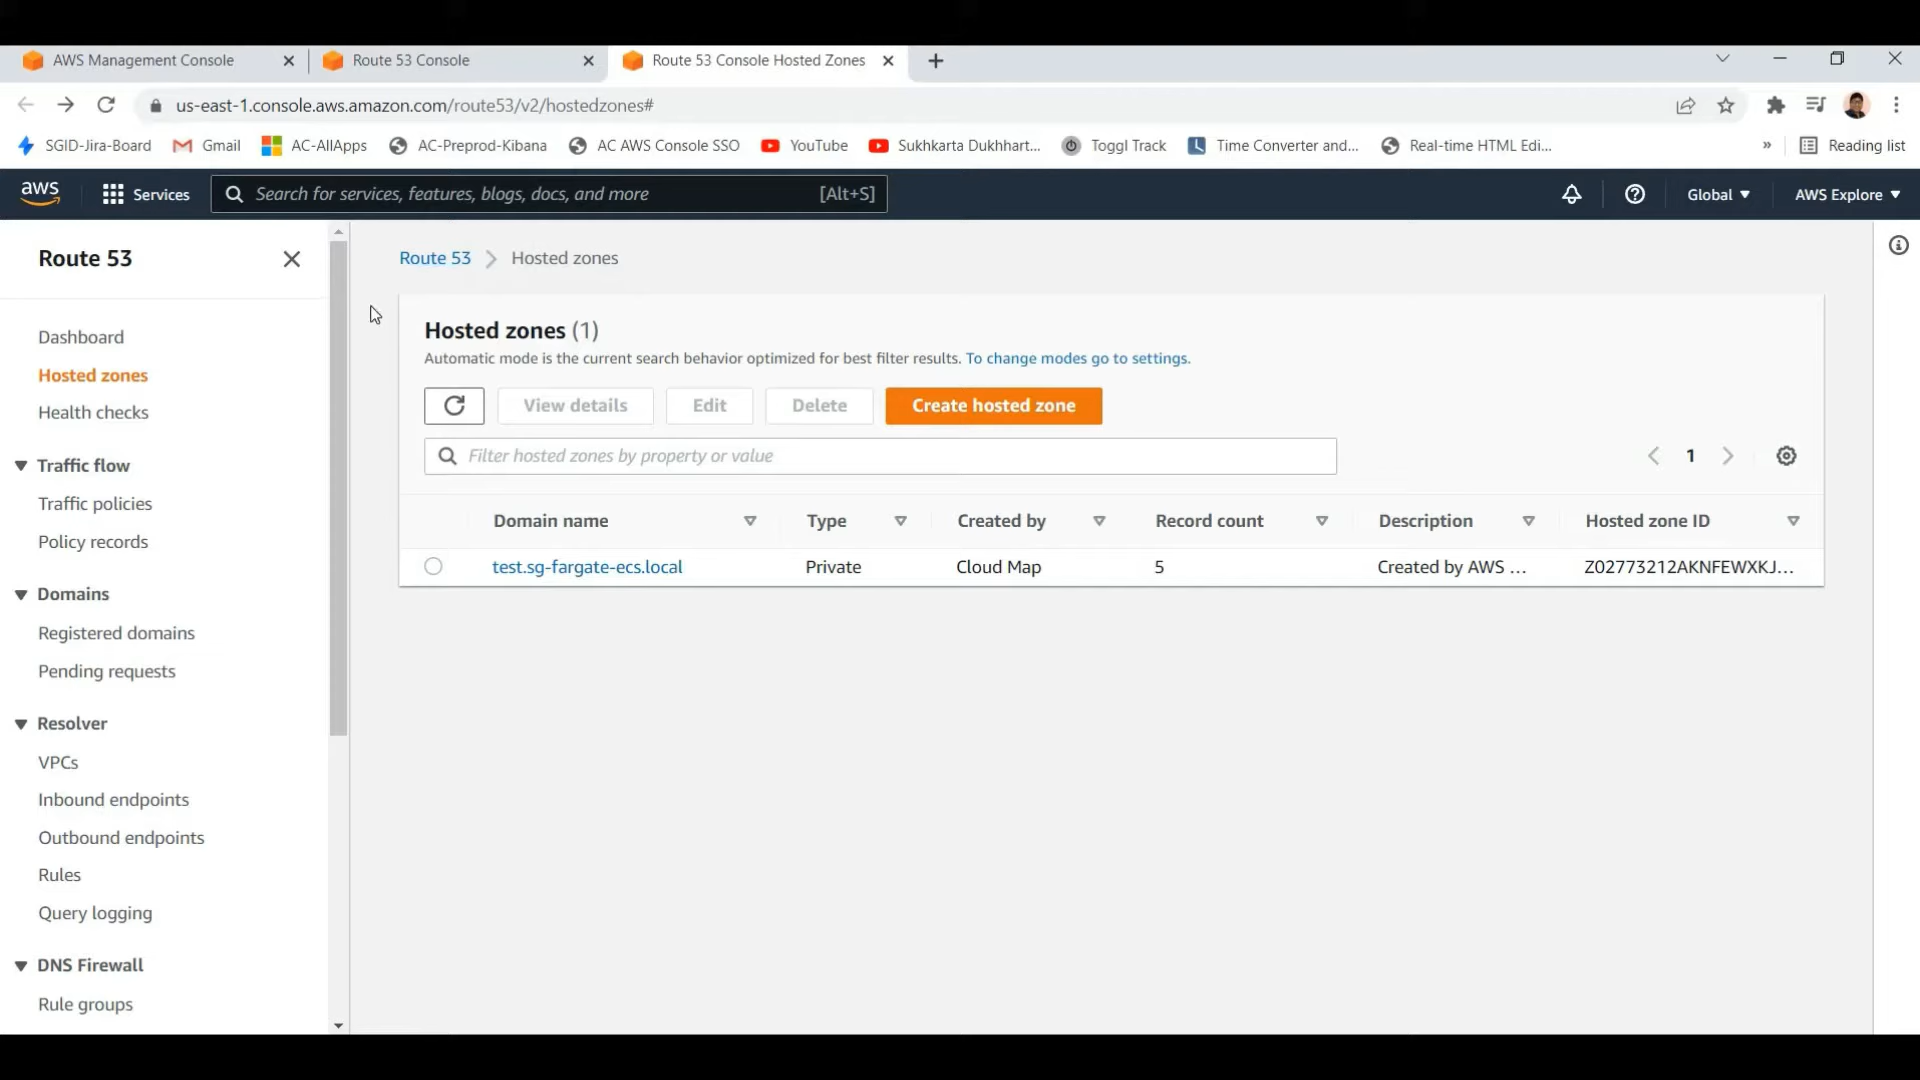 AWS Management Console
Route 53 Console
Route 53 Console Hosted Zones
us-east-1.console.aws.amazon.com/route53/v2/hostedzones#
SGID-Jira-Board
Gmail
AC-AllApps
AC-Preprod-Kibana
AC AWS Console SSO
YouTube
Sukhkarta Dukhhart...
Toggl Track
Time Converter and...
Real-time HTML Edi...
»
Reading list
aws
Services
Search for services, features, blogs, docs, and more
[Alt+S]
Global
AWS Explore
Route 53
Dashboard
Hosted zones
Health checks
Traffic flow
Traffic policies
Policy records
Domains
Registered domains
Pending requests
Resolver
VPCs
Inbound endpoints
Outbound endpoints
Rules
Query logging
DNS Firewall
Rule groups
Route 53 > Hosted zones
Hosted zones (1)
Automatic mode is the current search behavior optimized for best filter results. To change modes go to settings.
View details
Edit
Delete
Create hosted zone
Filter hosted zones by property or value
1
Domain name Type Created by Record count Description Hosted zone ID
test.sg-fargate-ecs.local Private Cloud Map 5 Created by AWS ... Z02773212AKNFEWXKJ...